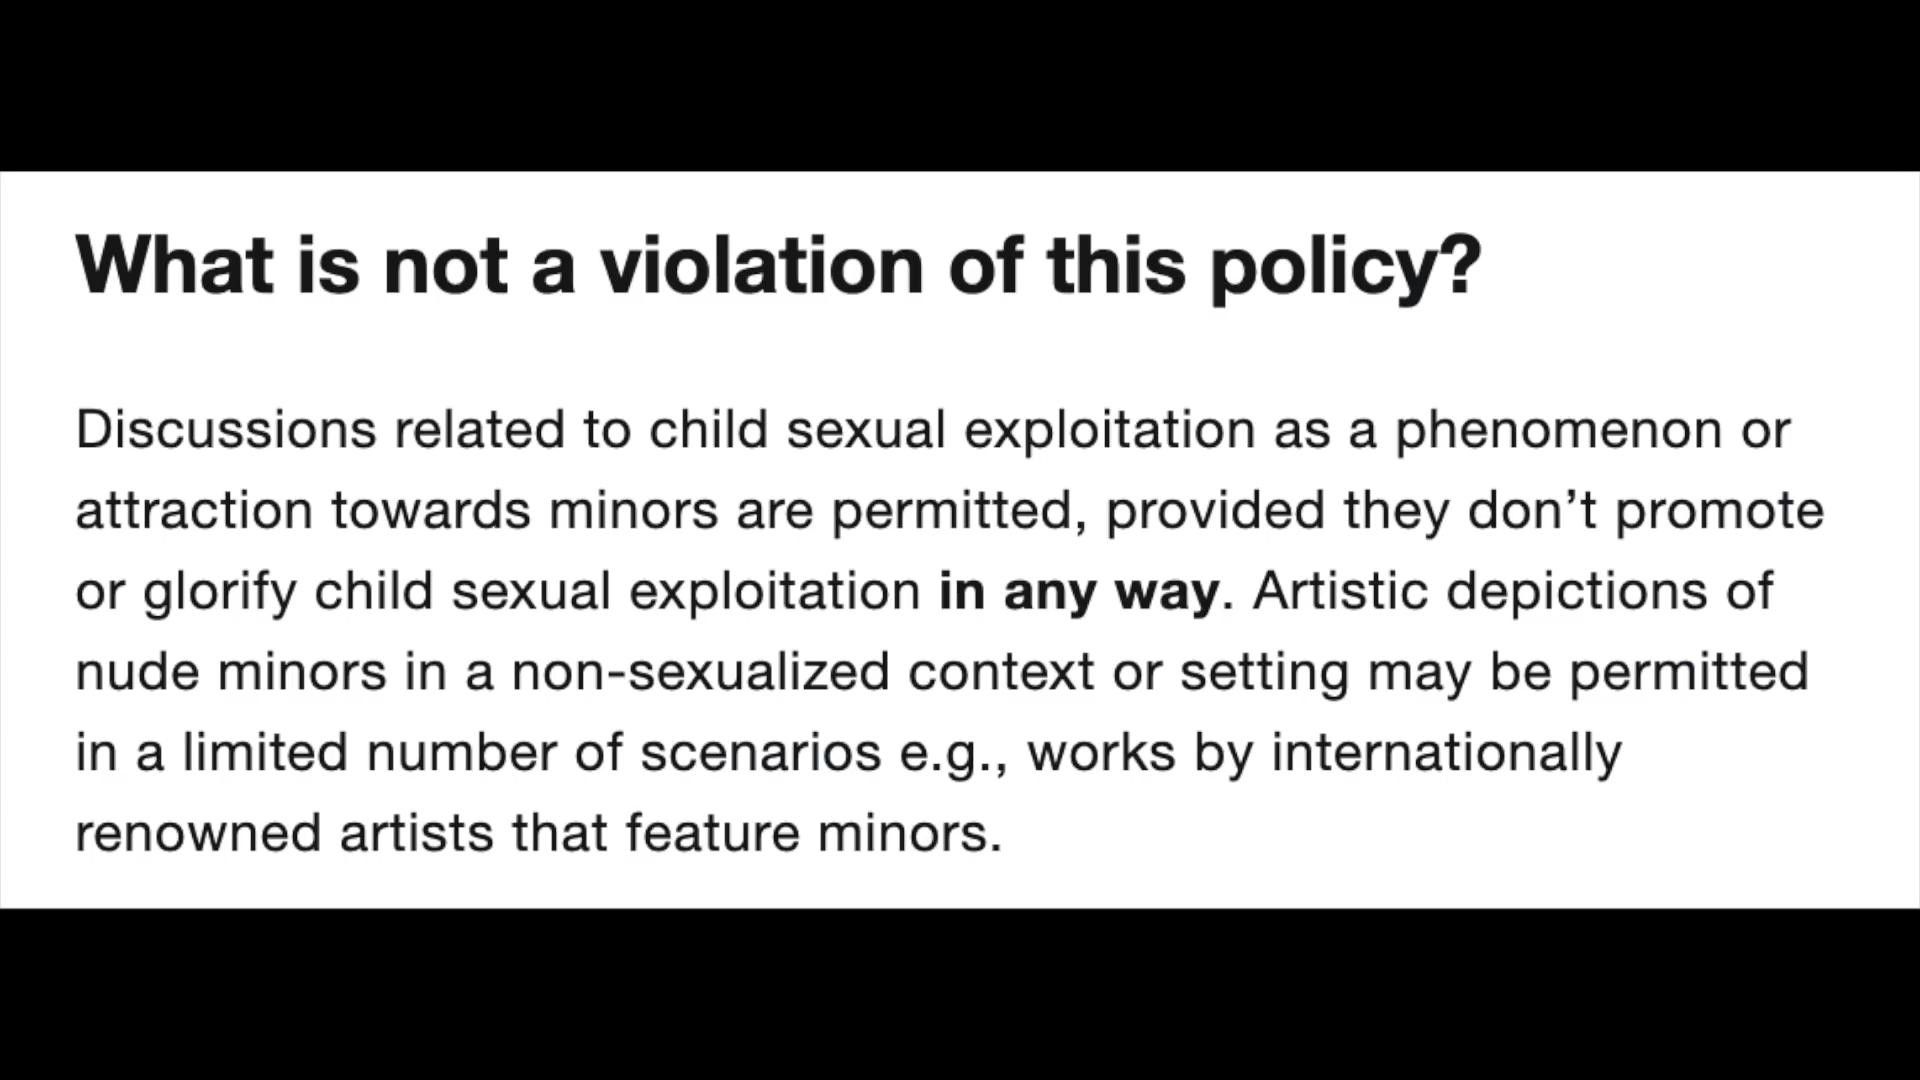 What is not a violation of this policy?
Discussions related to child sexual exploitation as a phenomenon or
attraction towards minors are permitted, provided they don’t promote
or glorify child sexual exploitation in any way. Artistic depictions of
nude minors in a non-sexualized context or setting may be permitted
in a limited number of scenarios e.g., works by internationally
renowned artists that feature minors.